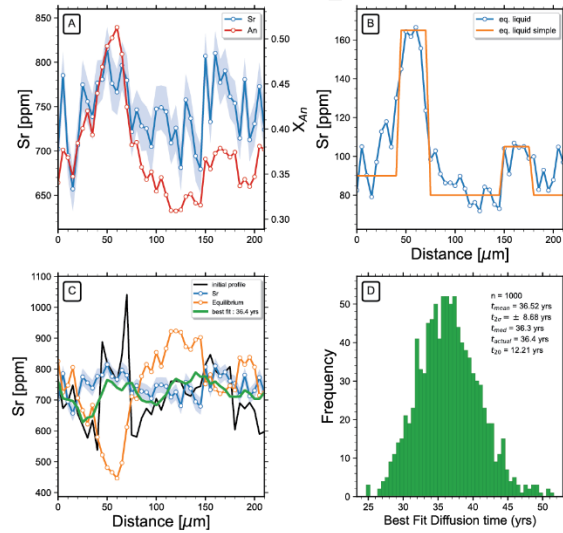 A
Sr
An
Sr [ppm]
850
800
750
700
650
X_An
0.50
0.45
0.40
0.35
0.30
0
50
100
150
200
B
eq. liquid
eq. liquid simple
Sr [ppm]
160
140
120
100
80
0
50
100
150
200
Distance [μm]
C
initial profile
Sr
Equilibrium
best fit : 36.4 yrs
Sr [ppm]
1100
1000
900
800
700
600
500
400
0
50
100
150
200
Distance [μm]
D
n = 1000
t_mean = 36.52 yrs
t_2σ = ± 8.68 yrs
t_med = 36.3 yrs
t_actual = 36.4 yrs
t_20 = 12.21 yrs
Frequency
50
40
30
20
10
0
25
30
35
40
45
50
Best Fit Diffusion time (yrs)